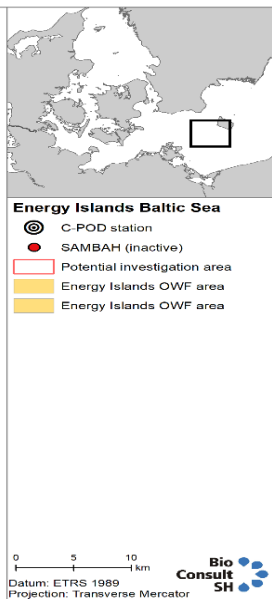 Energy Islands Baltic Sea
C-POD station
SAMBAH (inactive)
Potential investigation area
Energy Islands OWF area
Energy Islands OWF area
0 5 10
km
Datum: ETRS 1989
Projection: Transverse Mercator
Bio
Consult
SH